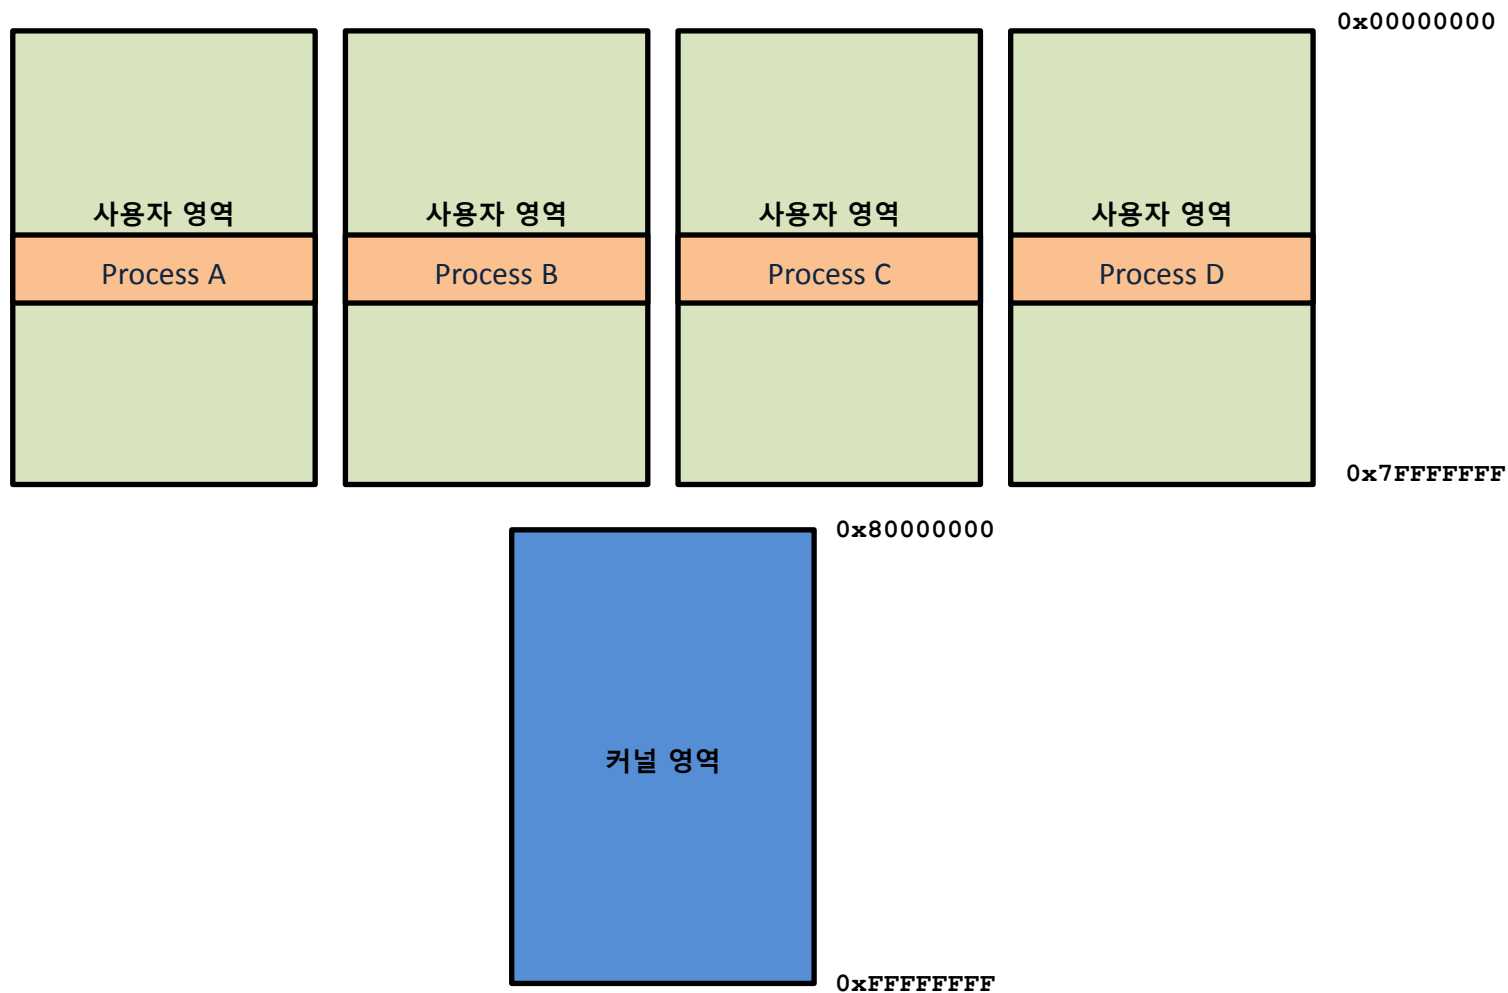 0x00000000
사용자 영역
사용자 영역
사용자 영역
사용자 영역
Process A
Process B
Process C
Process D
0x7FFFFFFF
0x80000000
커널 영역
0xFFFFFFFF